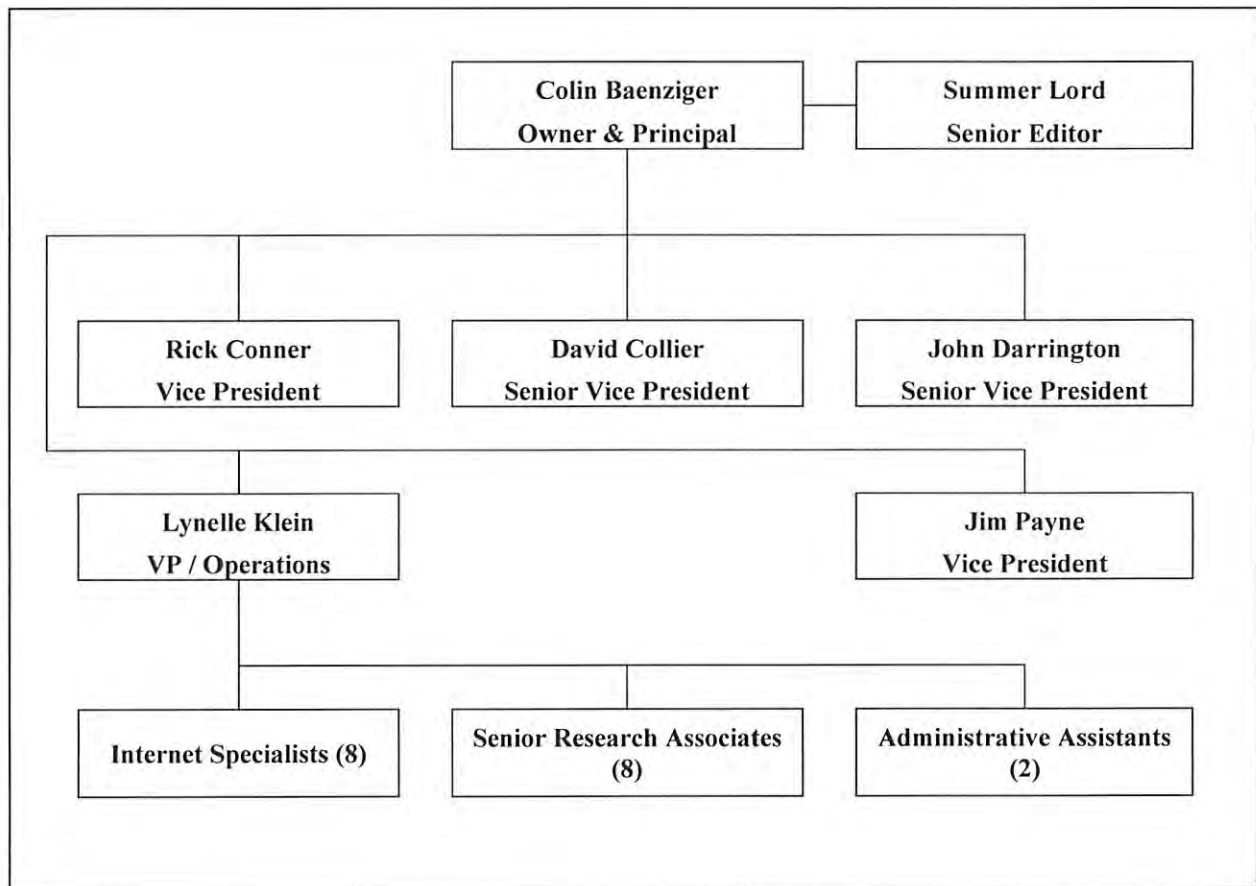 Colin Baenziger
Owner & Principal
Summer Lord
Senior Editor
Rick Conner
Vice President
David Collier
Senior Vice President
John Darrington
Senior Vice President
Lynelle Klein
VP / Operations
Jim Payne
Vice President
Internet Specialists (8)
Senior Research Associates
(8)
Administrative Assistants
(2)